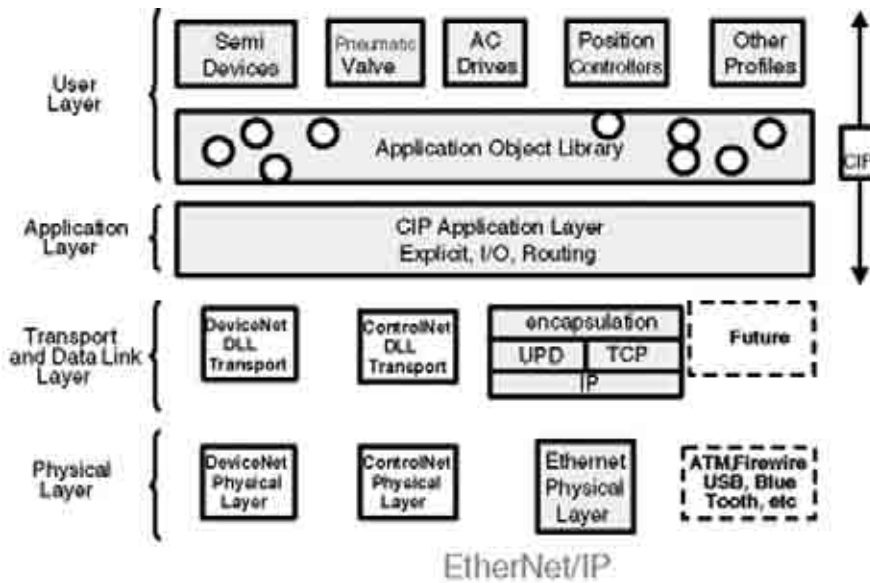 Semi
Devices
Pneumatic
Valve
AC
Drives
Position
Controllers
Other
Profiles
User
Layer
Application Object Library
CIP
Application
Layer
CIP Application Layer
Explicit, I/O, Routing
Transport
and Data Link
Layer
DeviceNet
DLL
Transport
ControlNet
DLL
Transport
encapsulation
UPD
TCP
IP
Future
Physical
Layer
DeviceNet
Physical
Layer
ControlNet
Physical
Layer
Ethernet
Physical
Layer
ATM,Firewire
USB, Blue
Tooth, etc
EtherNet/IP